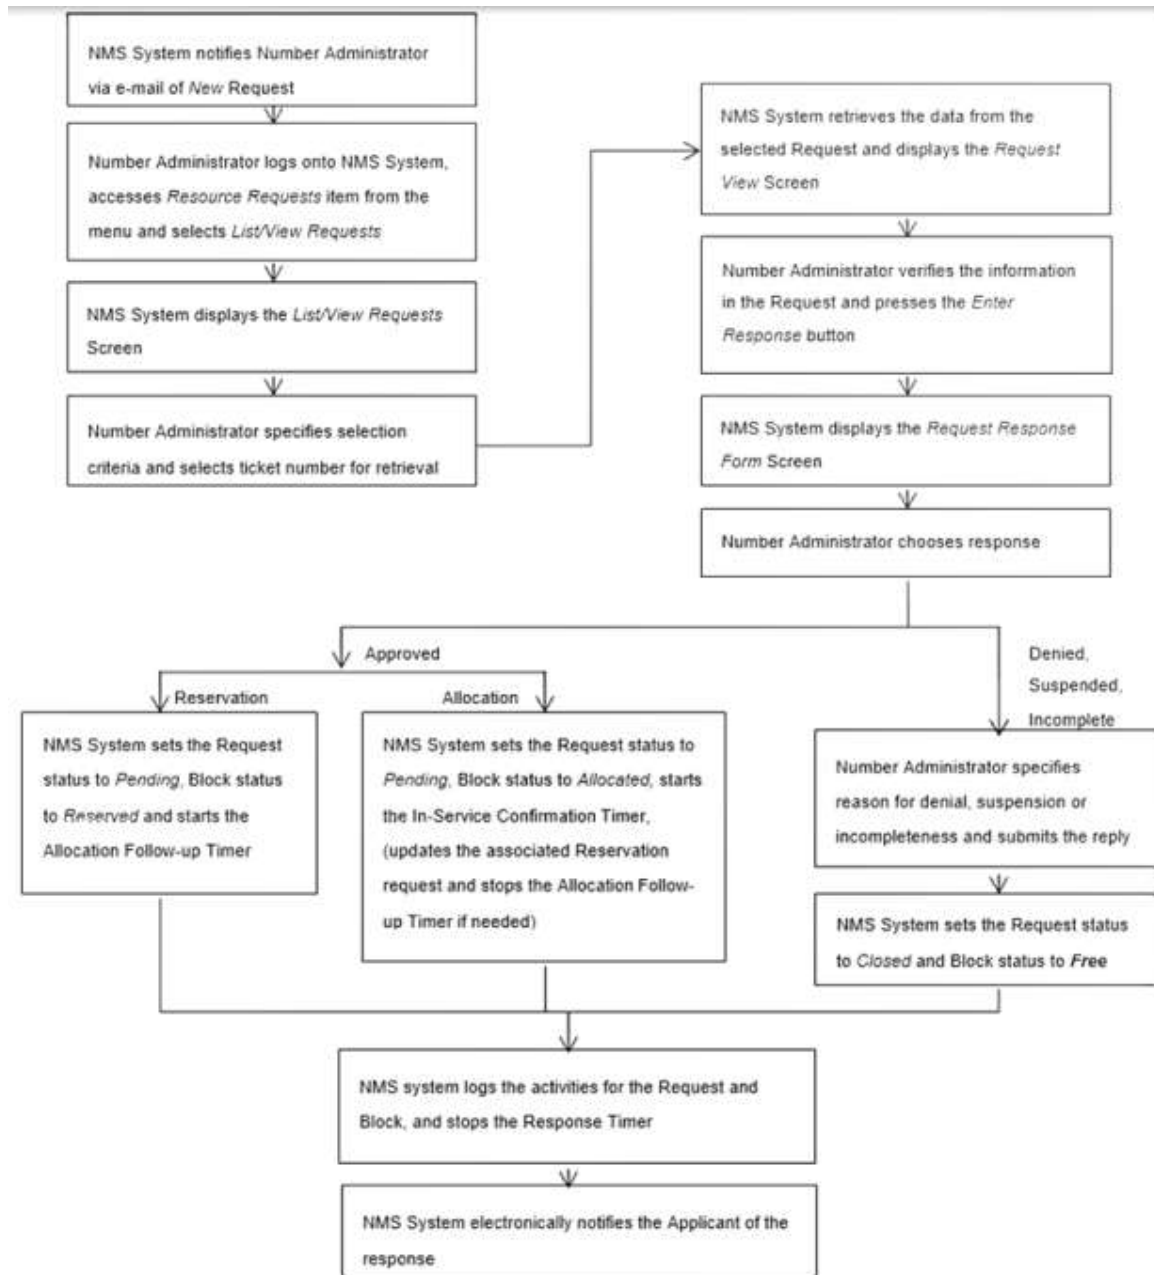 NMS System notifies Number Administrator
via e-mail of New Request
Number Administrator logs onto NMS System,
accesses Resource Requests item from the
menu and selects List/View Requests
NMS System displays the List/View Requests
Screen
Number Administrator specifies selection
criteria and selects ticket number for retrieval
NMS System retrieves the data from the
selected Request and displays the Request
View Screen
Number Administrator verifies the information
in the Request and presses the Enter
Response button
NMS System displays the Request Response
Form Screen
Number Administrator chooses response
Approved
Reservation
Allocation
Denied,
Suspended,
Incomplete
NMS System sets the Request
status to Pending, Block status
to Reserved and starts the
Allocation Follow-up Timer
NMS System sets the Request status to
Pending, Block status to Allocated, starts
the In-Service Confirmation Timer,
(updates the associated Reservation
request and stops the Allocation Follow-
up Timer if needed)
Number Administrator specifies
reason for denial, suspension or
incompleteness and submits the reply
NMS System sets the Request status
to Closed and Block status to Free
NMS system logs the activities for the Request and
Block, and stops the Response Timer
NMS System electronically notifies the Applicant of the
response